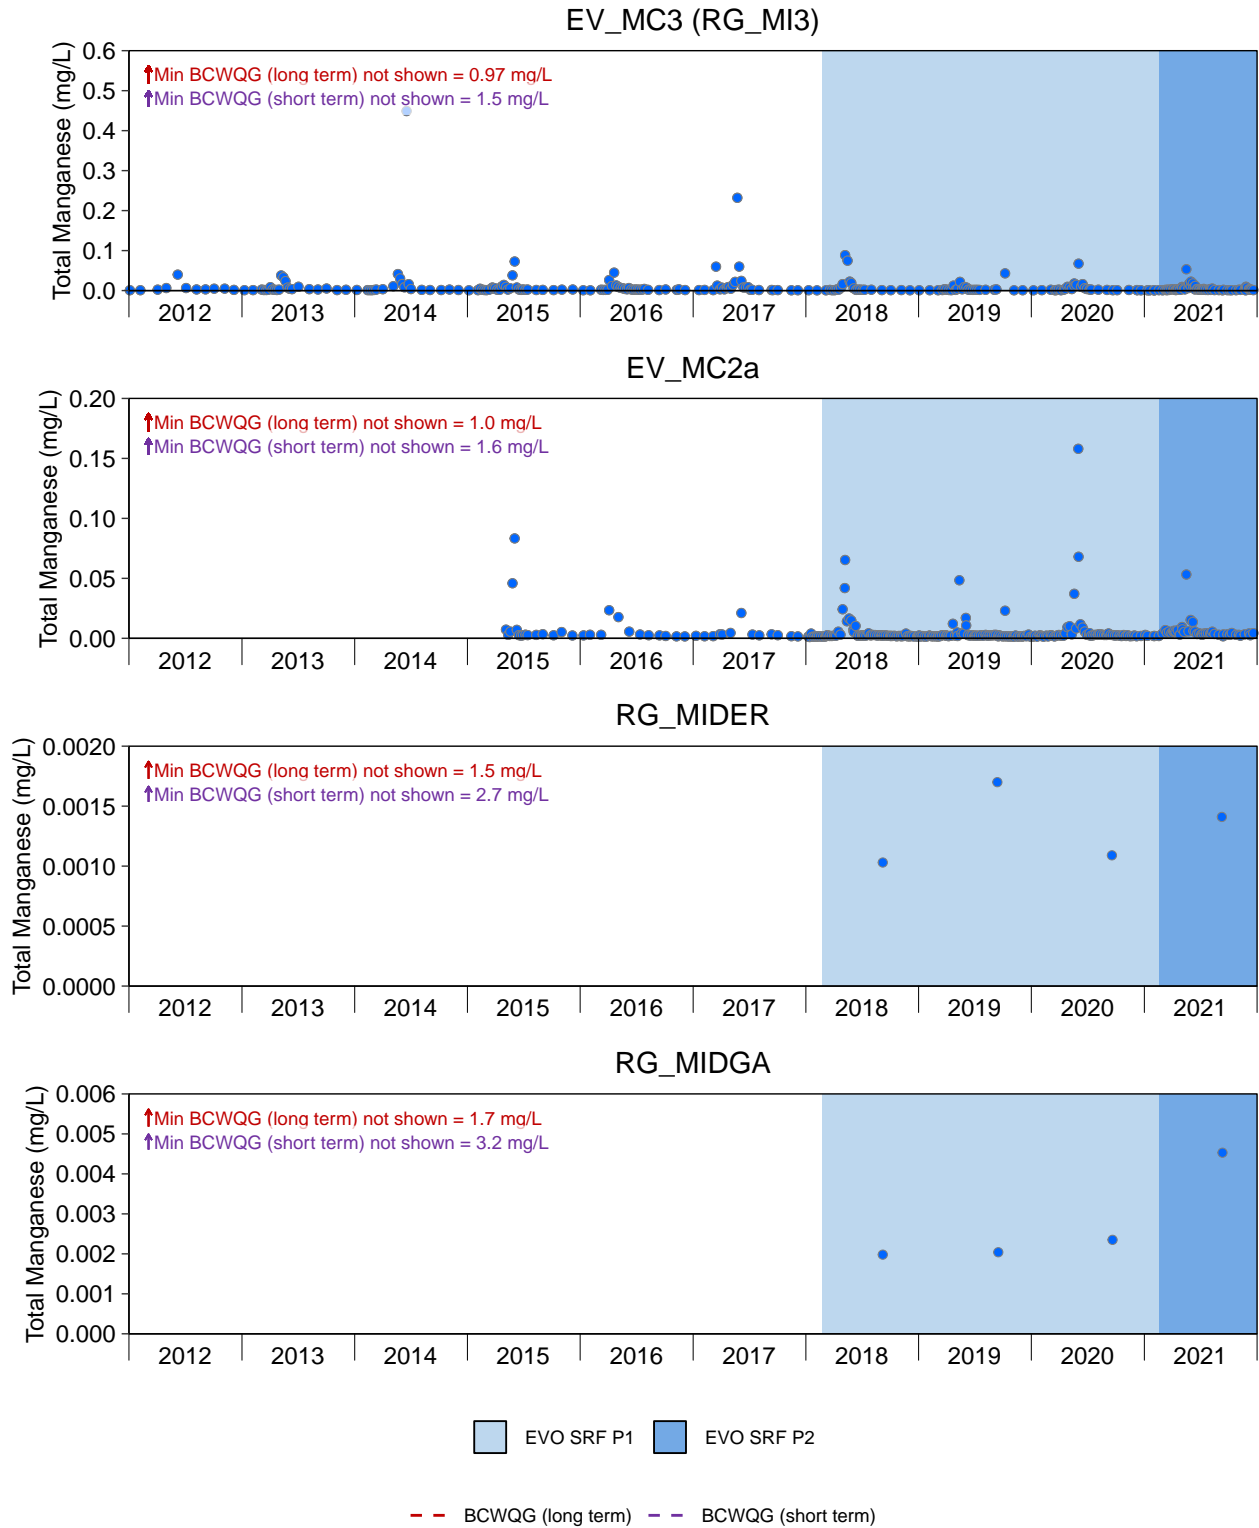 EV_MC3 (RG_MI3)
Total Manganese (mg/L)
0.6
0.5
0.4
0.3
0.2
0.1
0.0
↑Min BCWQG (long term) not shown = 0.97 mg/L
↑Min BCWQG (short term) not shown = 1.5 mg/L
2012 2013 2014 2015 2016 2017 2018 2019 2020 2021
EV_MC2a
Total Manganese (mg/L)
0.20
0.15
0.10
0.05
0.00
↑Min BCWQG (long term) not shown = 1.0 mg/L
↑Min BCWQG (short term) not shown = 1.6 mg/L
2012 2013 2014 2015 2016 2017 2018 2019 2020 2021
RG_MIDER
Total Manganese (mg/L)
0.0020
0.0015
0.0010
0.0005
0.0000
↑Min BCWQG (long term) not shown = 1.5 mg/L
↑Min BCWQG (short term) not shown = 2.7 mg/L
2012 2013 2014 2015 2016 2017 2018 2019 2020 2021
RG_MIDGA
Total Manganese (mg/L)
0.006
0.005
0.004
0.003
0.002
0.001
0.000
↑Min BCWQG (long term) not shown = 1.7 mg/L
↑Min BCWQG (short term) not shown = 3.2 mg/L
2012 2013 2014 2015 2016 2017 2018 2019 2020 2021
EVO SRF P1 EVO SRF P2
BCWQG (long term) BCWQG (short term)